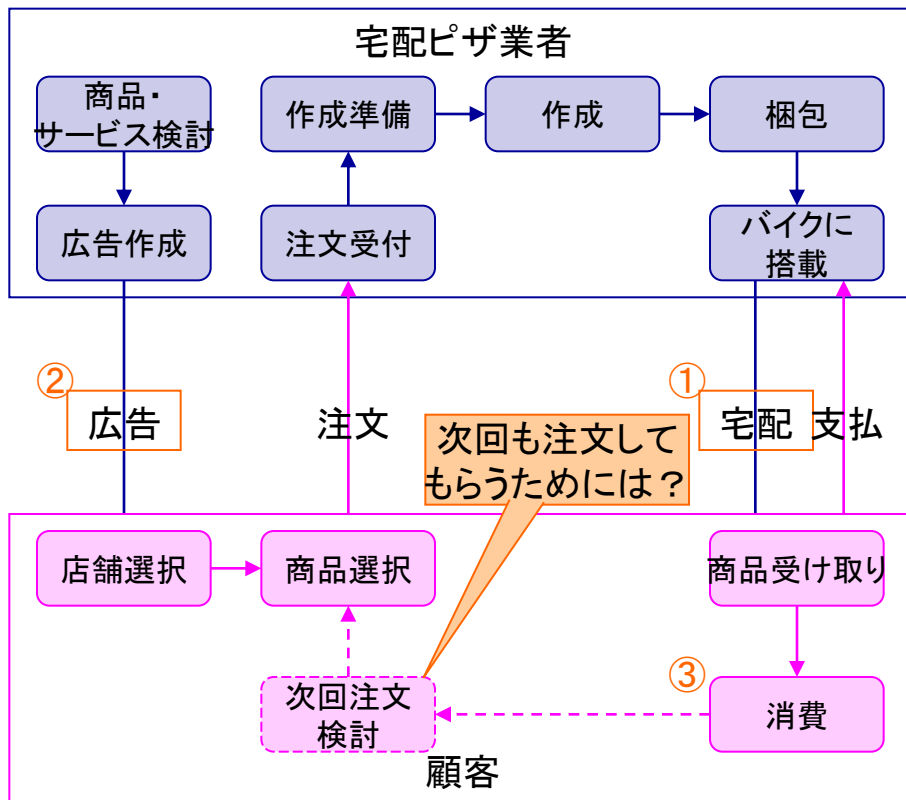 宅配ピザ業者
商品・
サービス検討
作成準備
作成
梱包
広告作成
注文受付
バイクに
搭載
②
広告
注文
①
宅配
支払
次回も注文して
もらうためには？
店舗選択
商品選択
商品受け取り
次回注文
検討
③
消費
顧客